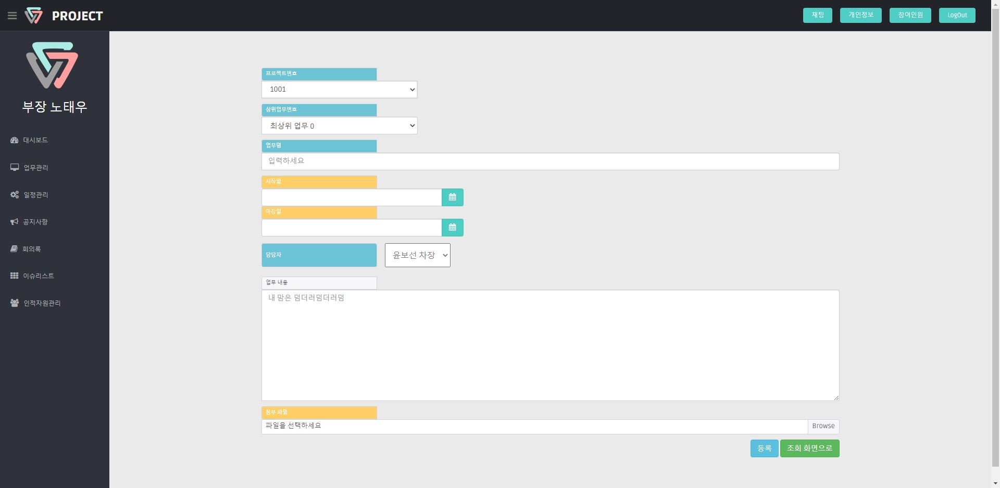 PROJECT
채팅
개인정보
참여인원
LogOut
부장 노태우
대시보드
업무관리
일정관리
공지사항
회의록
이슈리스트
인적자원관리
프로젝트번호
1001
상위업무번호
최상위 업무 0
업무명
입력하세요
시작일
마감일
담당자
윤보선 차장
업무 내용
내 맘은 덤더러덤더러덤
첨부 파일
파일을 선택하세요
Browse
등록
조회 화면으로